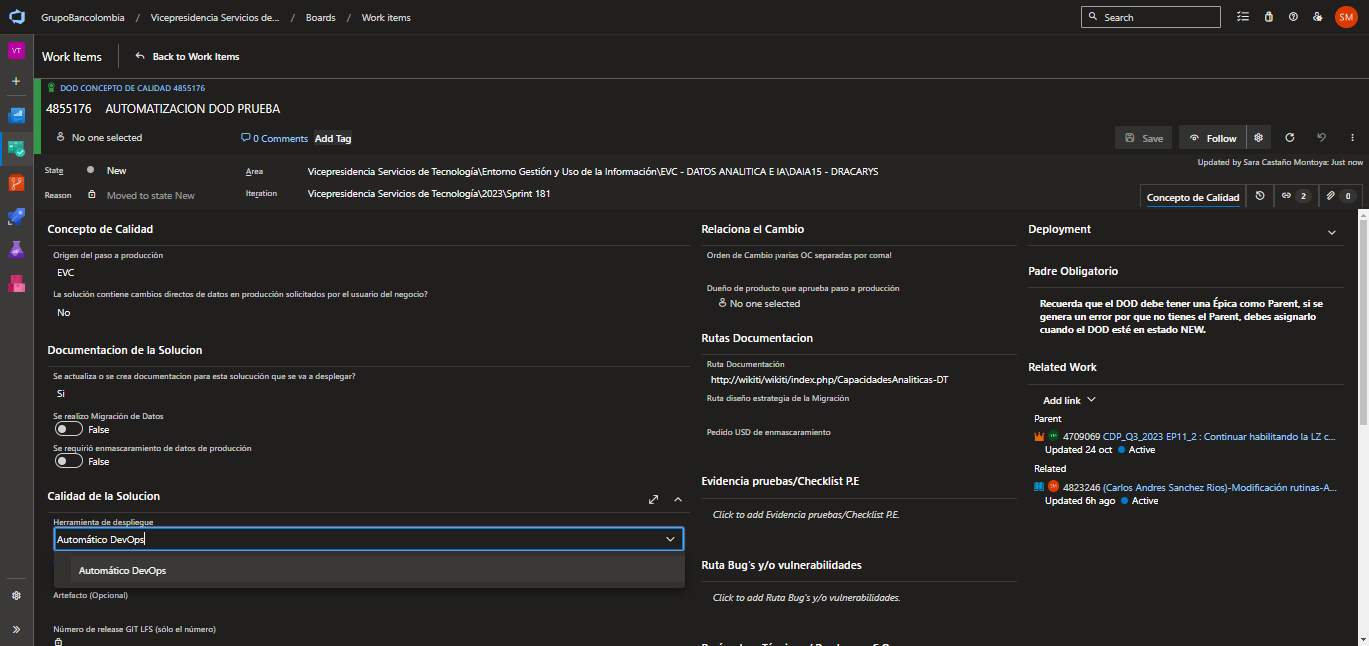 GrupoBancolombia / Vicepresidencia Servicios de... / Boards / Work items
Search
SM
VT
Work Items
Back to Work Items
DOD CONCEPTO DE CALIDAD 4855176
4855176 AUTOMATIZACION DOD PRUEBA
No one selected
0 Comments
Add Tag
Save
Follow
Updated by Sara Castaño Montoya: Just now
State
New
Area
Vicepresidencia Servicios de Tecnología\Entorno Gestión y Uso de la Información\EVC - DATOS ANALITICA E IA\DAIA15 - DRACARYS
Reason
Moved to state New
Iteration
Vicepresidencia Servicios de Tecnología\2023\Sprint 181
Concepto de Calidad
2
0
Concepto de Calidad
Origen del paso a producción
EVC
La solución contiene cambios directos de datos en producción solicitados por el usuario del negocio?
No
Documentacion de la Solucion
Se actualiza o se crea documentacion para esta solucución que se va a desplegar?
Si
Se realizo Migración de Datos
False
Se requirió enmascaramiento de datos de producción
False
Calidad de la Solucion
Herramienta de despliegue
Automático DevOps
Automático DevOps
Artefacto (Opcional)
Número de release GIT LFS (sólo el número)
Relaciona el Cambio
Orden de Cambio ¡varias OC separadas por coma!
Dueño de producto que aprueba paso a producción
No one selected
Rutas Documentacion
Ruta Documentación
http://wikiti/wikiti/index.php/CapacidadesAnaliticas-DT
Ruta diseño estrategia de la Migración
Pedido USD de enmascaramiento
Evidencia pruebas/Checklist P.E
Click to add Evidencia pruebas/Checklist P.E.
Ruta Bug's y/o vulnerabilidades
Click to add Ruta Bug's y/o vulnerabilidades.
Deployment
Padre Obligatorio
Recuerda que el DOD debe tener una Épica como Parent, si se
genera un error por que no tienes el Parent, debes asignarlo
cuando el DOD esté en estado NEW.
Related Work
Add link
Parent
4709069 CDP_Q3_2023 EP11_2 : Continuar habilitando la LZ c...
Updated 24 oct Active
Related
4823246 (Carlos Andres Sanchez Rios)-Modificación rutinas-A...
Updated 6h ago Active